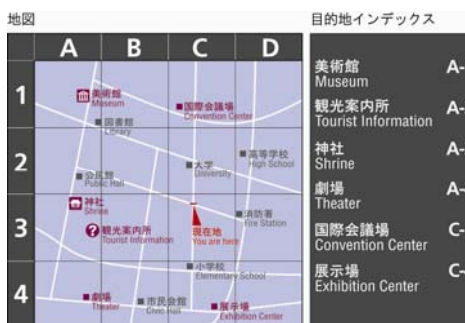 地図
目的地インデックス
A B C D
1
2
3
4
美術館
Museum
国際会議場
Convention Center
図書館
Library
高等学校
High School
大学
University
公民館
Public Hall
神社
Shrine
観光案内所
Tourist Information
現在地
You are here
消防署
Fire Station
小学校
Elementary School
劇場
Theater
市民会館
Civic Hall
展示場
Exhibition Center
美術館 A-
Museum
観光案内所 A-
Tourist Information
神社 A-
Shrine
劇場 A-
Theater
国際会議場 C-
Convention Center
展示場 C-
Exhibition Center